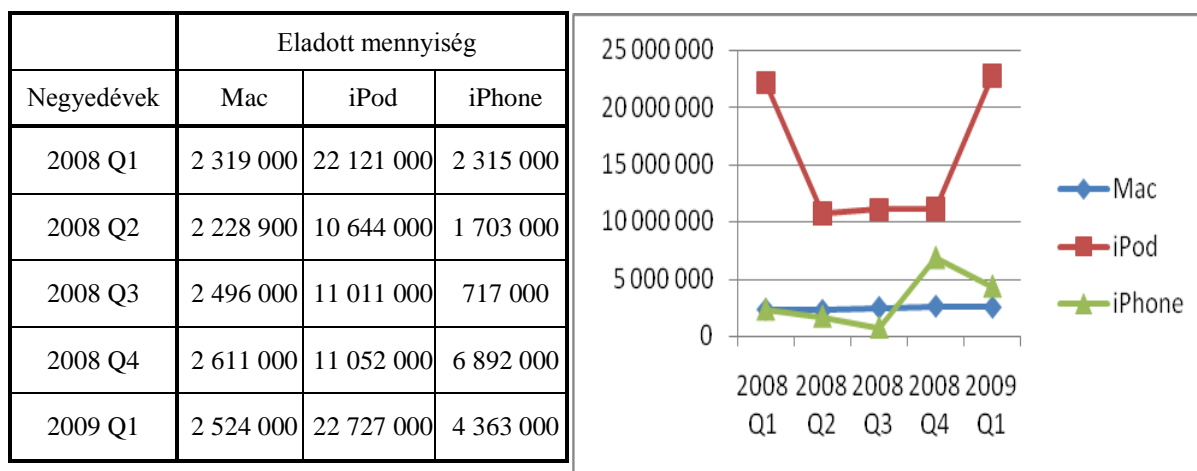 Eladott mennyiség
Negyedévek Mac iPod iPhone
2008 Q1 2 319 000 22 121 000 2 315 000
2008 Q2 2 228 900 10 644 000 1 703 000
2008 Q3 2 496 000 11 011 000 717 000
2008 Q4 2 611 000 11 052 000 6 892 000
2009 Q1 2 524 000 22 727 000 4 363 000
25 000 000
20 000 000
15 000 000
10 000 000
5 000 000
0
2008 2008 2008 2008 2009
Q1 Q2 Q3 Q4 Q1
Mac
iPod
iPhone